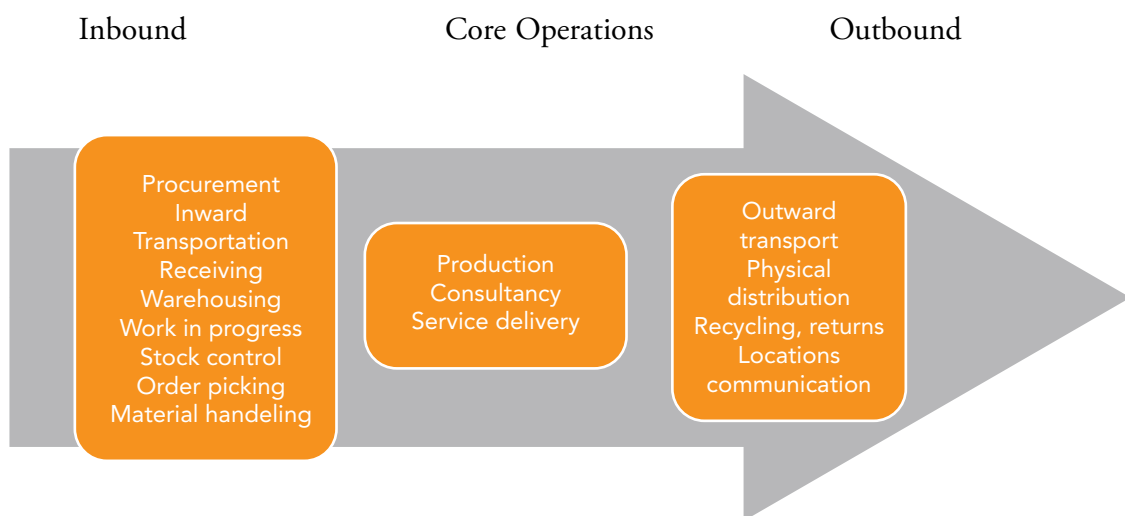 Inbound
Core Operations
Outbound
Procurement
Inward
Transportation
Receiving
Warehousing
Work in progress
Stock control
Order picking
Material handeling
Production
Consultancy
Service delivery
Outward
transport
Physical
distribution
Recycling, returns
Locations
communication